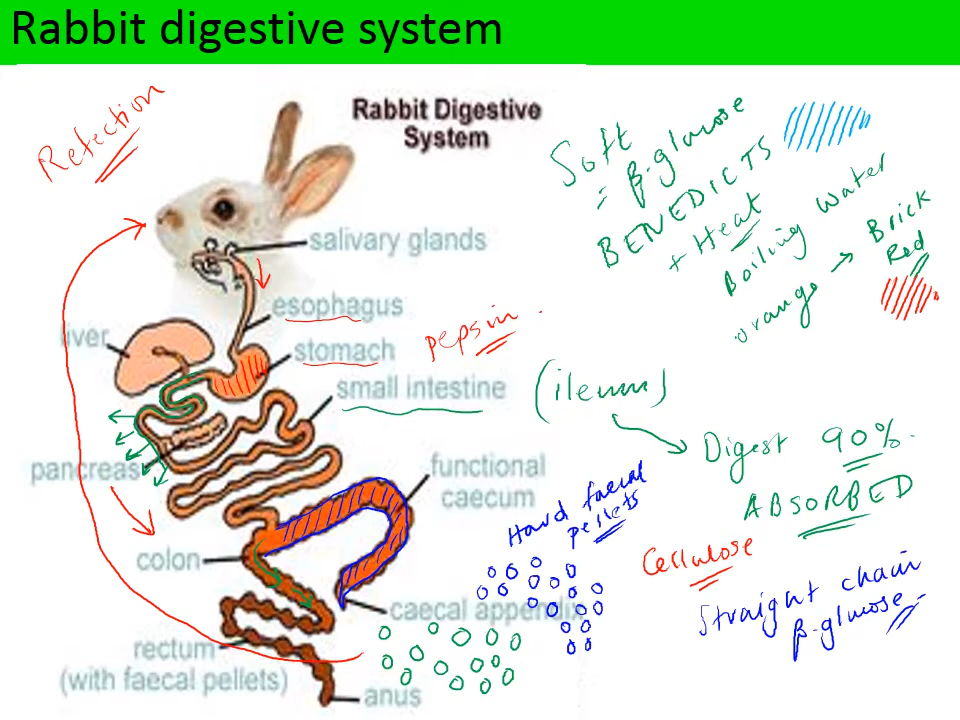 Rabbit digestive system
Rabbit Digestive
System
Refection
salivary glands
esophagus
liver
stomach
pepsin
small intestine
(ileum)
pancreas
functional
caecum
colon
caecal appendix
rectum
(with faecal pellets)
anus
Soft
= β-glucose
BENEDICTS
+ Heat
Boiling Water
orange → Brick
Red
Digest 90%
ABSORBED
Hard faecal
pellets
Cellulose
Straight chain
β-glucose